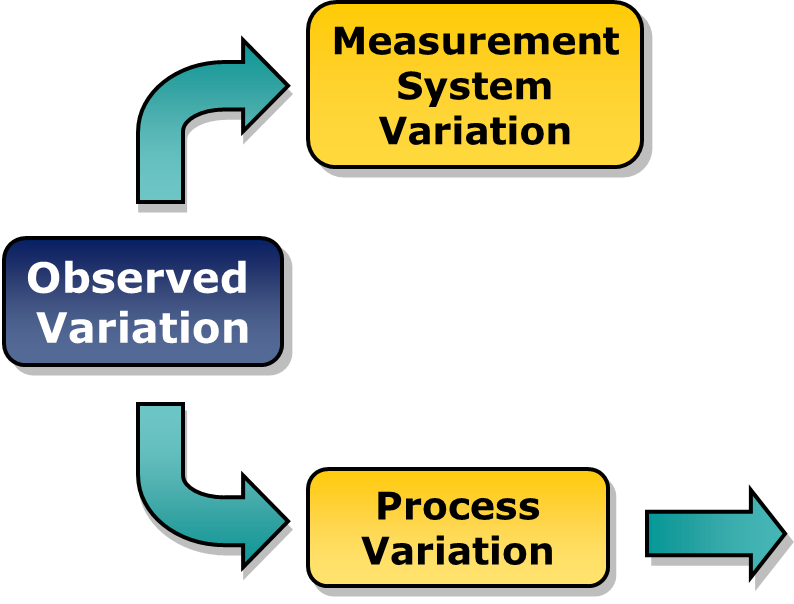 Measurement
System
Variation
Observed
Variation
Process
Variation